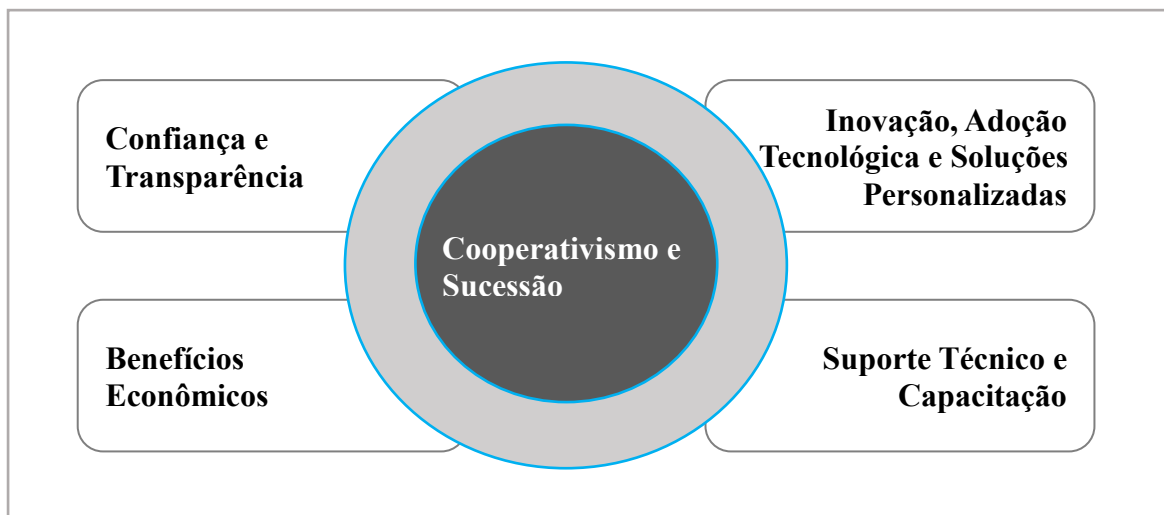 Confiança e
Transparência
Inovação, Adoção
Tecnológica e Soluções
Personalizadas
Cooperativismo e
Sucessão
Benefícios
Econômicos
Suporte Técnico e
Capacitação